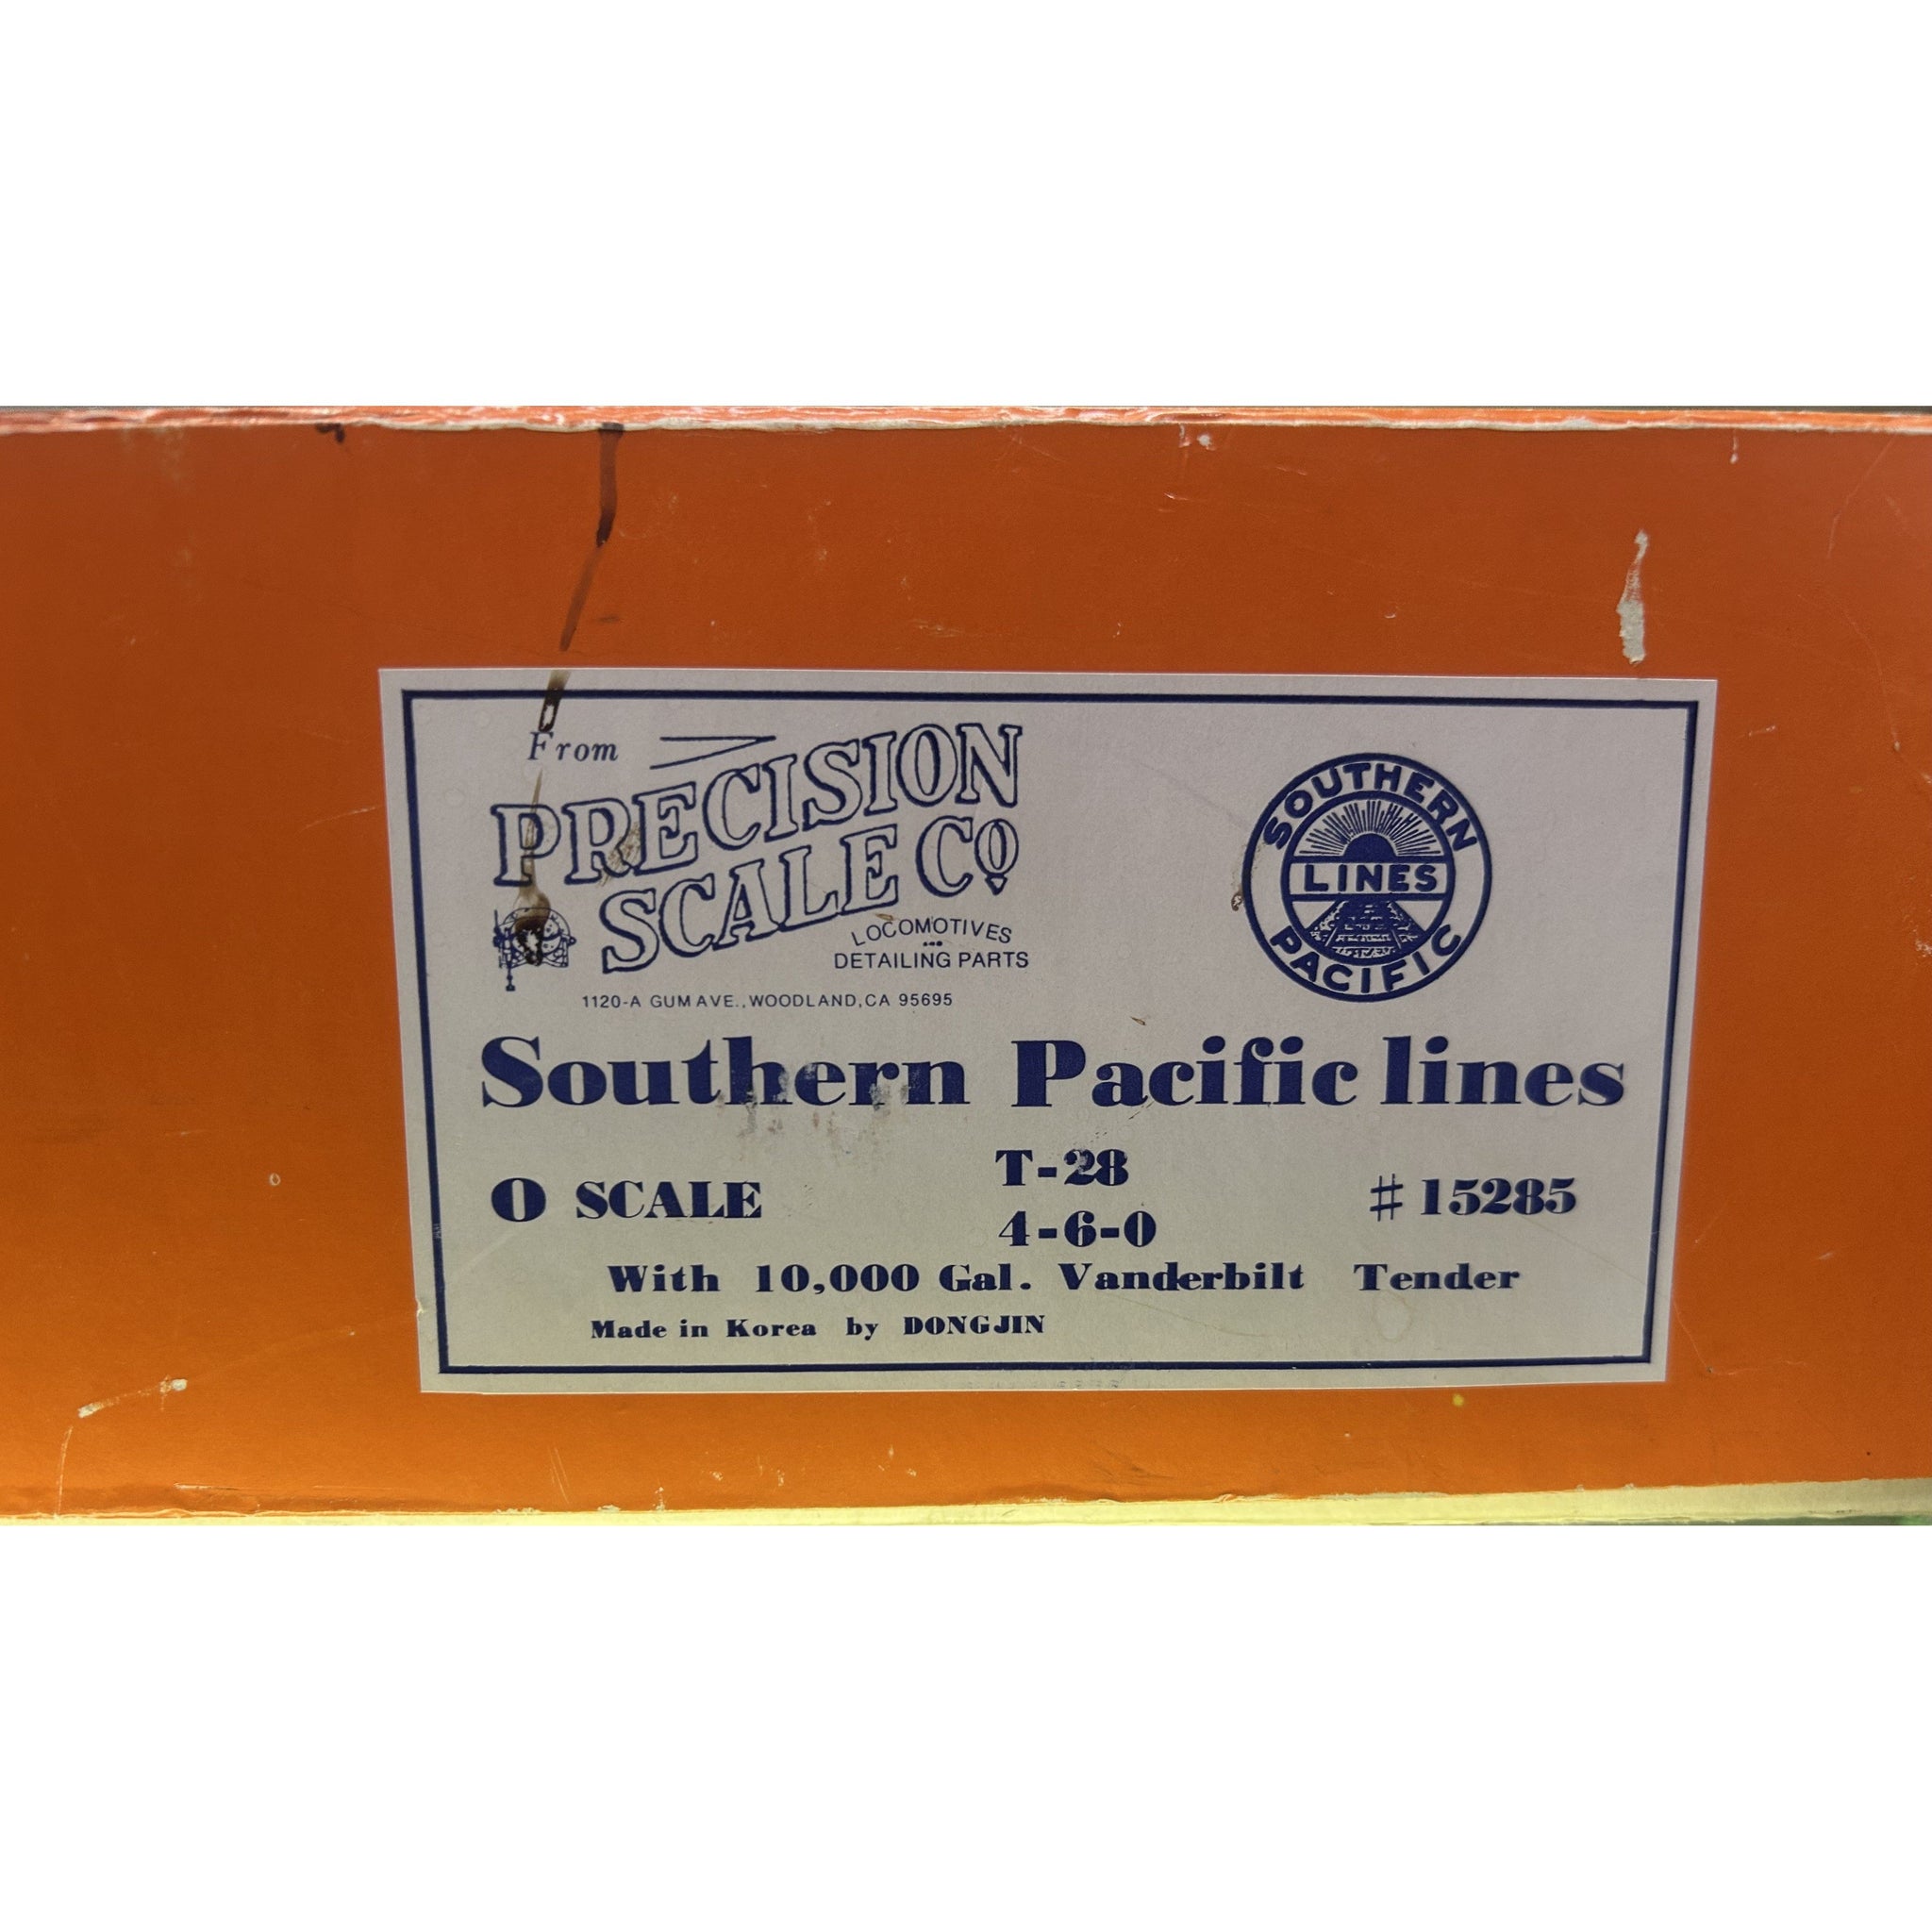 From
PRECISION
SCALE CO
LOCOMOTIVES
...
DETAILING PARTS
1120-A GUM AVE., WOODLAND, CA 95695
SOUTHERN
LINES
PACIFIC
Southern Pacific lines
O SCALE T-28 #15285
4-6-0
With 10,000 Gal. Vanderbilt Tender
Made in Korea by DONGJIN